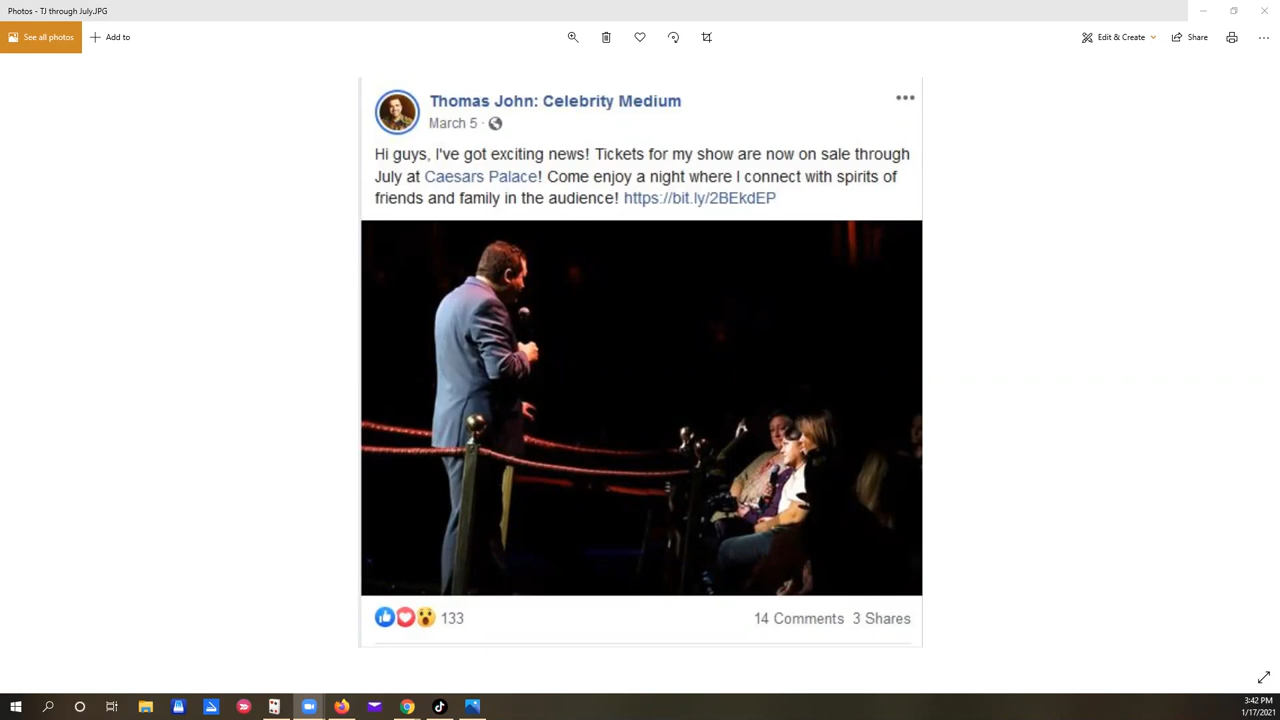 Photos - TJ through July.JPG
See all photos
Add to
Edit & Create
Share
Thomas John: Celebrity Medium
March 5 ·
Hi guys, I've got exciting news! Tickets for my show are now on sale through
July at Caesars Palace! Come enjoy a night where I connect with spirits of
friends and family in the audience! https://bit.ly/2BEkdEP
133
14 Comments 3 Shares
3:42 PM
1/17/2021